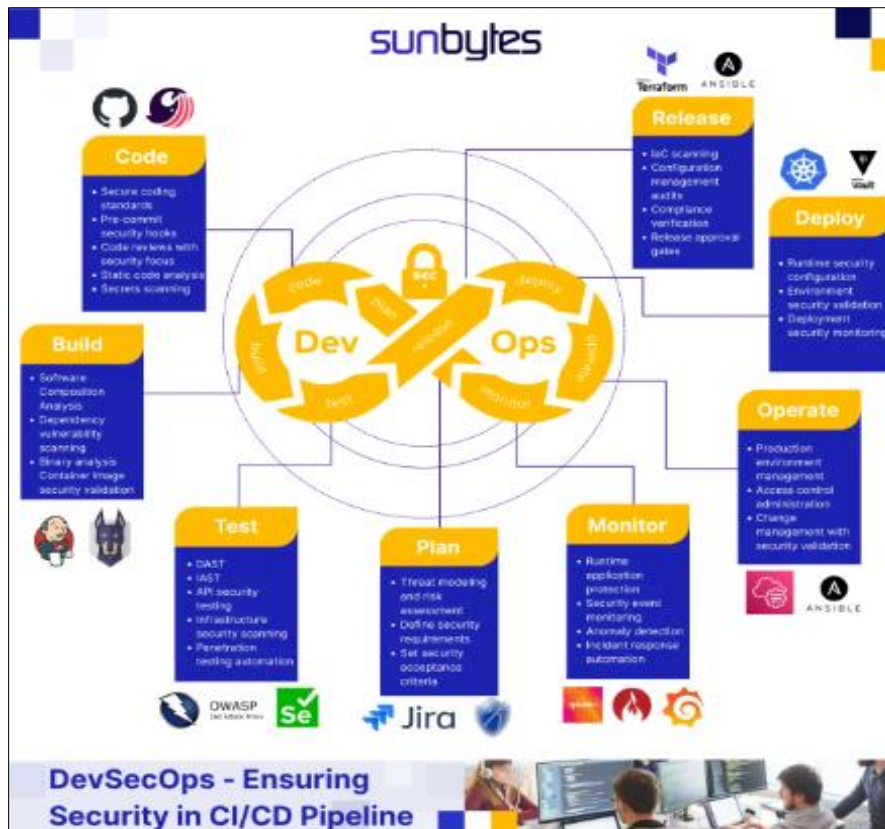 sunbytes
Terraform
ANSIBLE
Release
IaC scanning
Configuration
management
audits
Compliance
verification
Release approval
gates
Code
Secure coding
standards
Pre-commit
security hooks
Code reviews with
security focus
Static code analysis
Secrets scanning
Vault
Deploy
Runtime security
configuration
Environment
security validation
Deployment
security monitoring
sec
code
plan
deploy
build
Dev
release
Ops
operate
test
monitor
Build
Software
Composition
Analysis
Dependency
vulnerability
scanning
Binary analysis
Container Image
security validation
Operate
Production
environment
management
Access control
administration
Change
management with
security validation
ANSIBLE
Test
DAST
IAST
API security
testing
Infrastructure
security scanning
Penetration
testing automation
OWASP
Se
Plan
Threat modeling
and risk
assessment
Define security
requirements
Set security
acceptance
criteria
Jira
Monitor
Runtime
application
protection
Security event
monitoring
Anomaly detection
Incident response
automation
DevSecOps - Ensuring
Security in CI/CD Pipeline